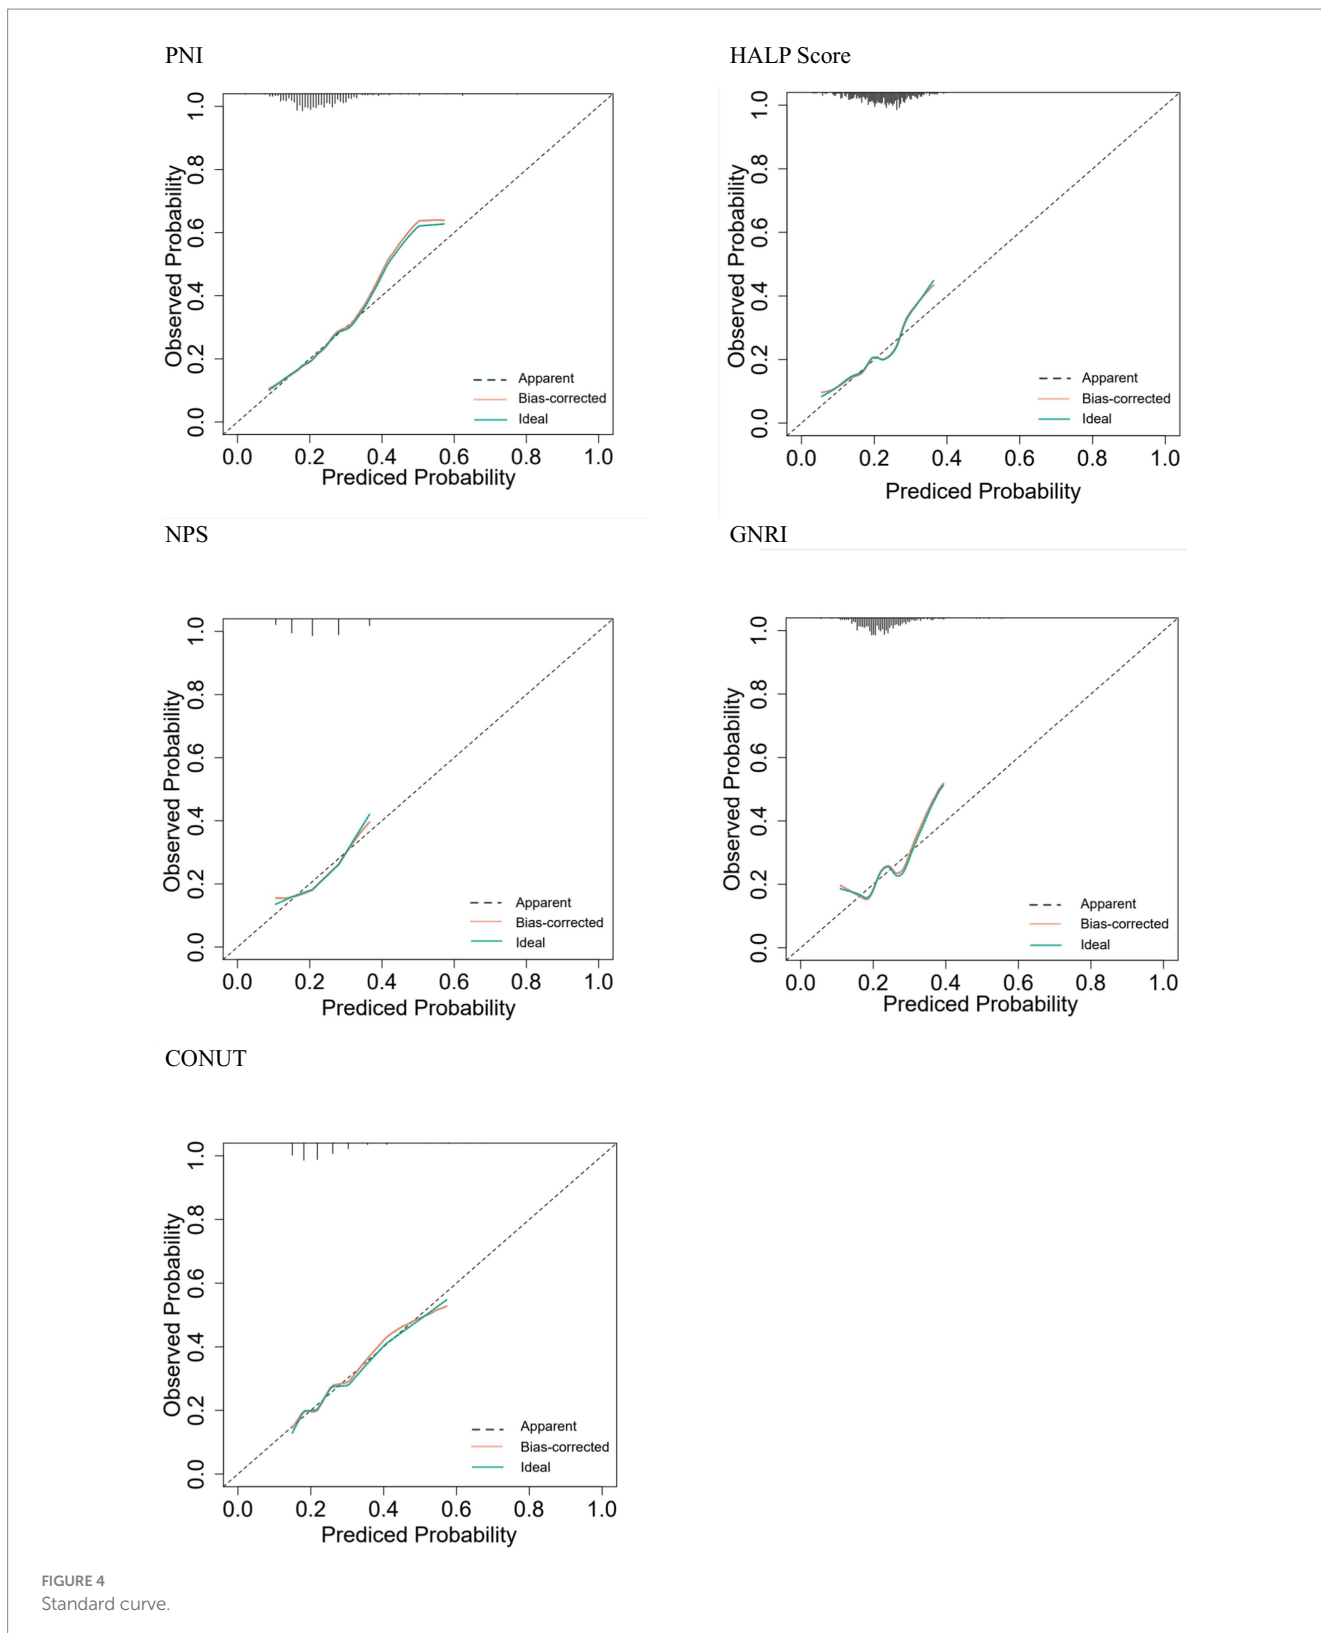 PNI
HALP Score
Observed Probability
0.0 0.2 0.4 0.6 0.8 1.0
Apparent
Bias-corrected
Ideal
0.0 0.2 0.4 0.6 0.8 1.0
Prediced Probability
Observed Probability
0.0 0.2 0.4 0.6 0.8 1.0
Apparent
Bias-corrected
Ideal
0.0 0.2 0.4 0.6 0.8 1.0
Prediced Probability
NPS
GNRI
Observed Probability
0.0 0.2 0.4 0.6 0.8 1.0
Apparent
Bias-corrected
Ideal
0.0 0.2 0.4 0.6 0.8 1.0
Prediced Probability
Observed Probability
0.0 0.2 0.4 0.6 0.8 1.0
Apparent
Bias-corrected
Ideal
0.0 0.2 0.4 0.6 0.8 1.0
Prediced Probability
CONUT
Observed Probability
0.0 0.2 0.4 0.6 0.8 1.0
Apparent
Bias-corrected
Ideal
0.0 0.2 0.4 0.6 0.8 1.0
Prediced Probability
FIGURE 4
Standard curve.